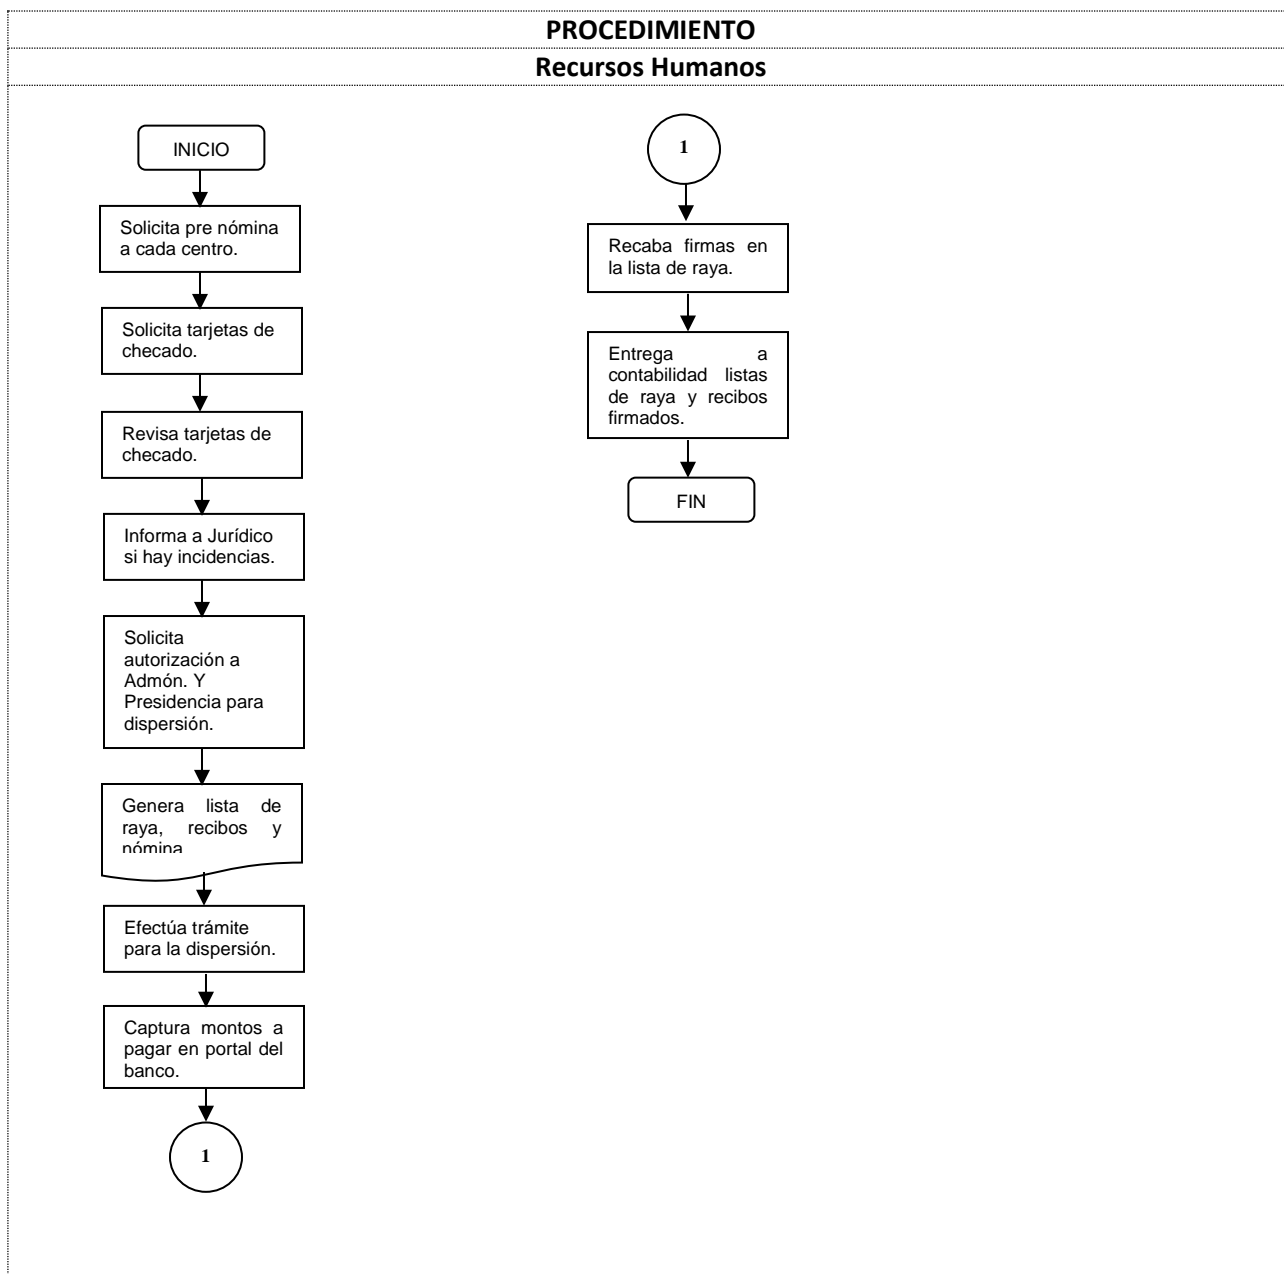 PROCEDIMIENTO
Recursos Humanos
INICIO
Solicita pre nómina
a cada centro.
Solicita tarjetas de
checado.
Revisa tarjetas de
checado.
Informa a Jurídico
si hay incidencias.
Solicita
autorización a
Admón. Y
Presidencia para
dispersión.
Genera lista de
raya, recibos y
nómina
Efectúa trámite
para la dispersión.
Captura montos a
pagar en portal del
banco.
1
1
Recaba firmas en
la lista de raya.
Entrega a
contabilidad listas
de raya y recibos
firmados.
FIN